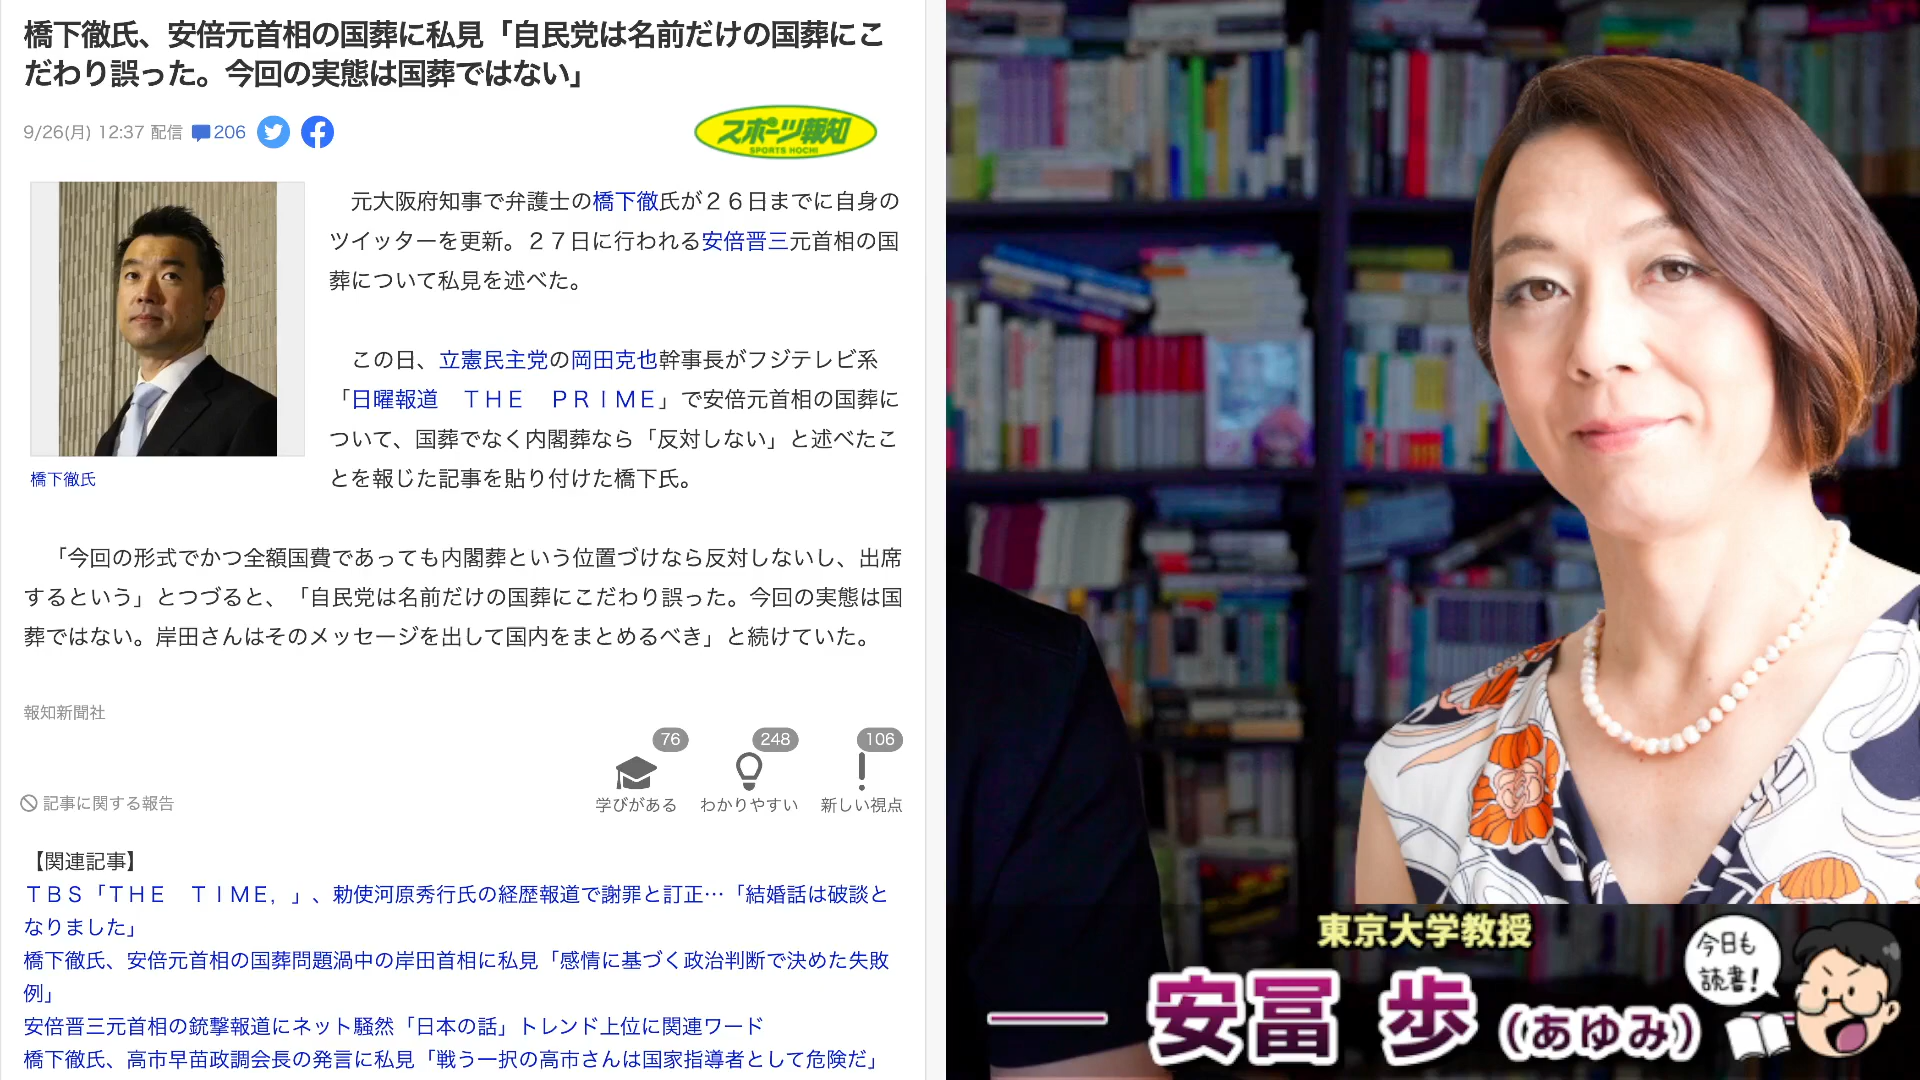 橋下徹氏、安倍元首相の国葬に私見「自民党は名前だけの国葬にこ
だわり誤った。今回の実態は国葬ではない」
9/26(月) 12:37 配信 206
スポーツ報知
SPORTS HOCHI
橋下徹氏
元大阪府知事で弁護士の橋下徹氏が２６日までに自身の
ツイッターを更新。２７日に行われる安倍晋三元首相の国
葬について私見を述べた。
この日、立憲民主党の岡田克也幹事長がフジテレビ系
「日曜報道　ＴＨＥ　ＰＲＩＭＥ」で安倍元首相の国葬に
ついて、国葬でなく内閣葬なら「反対しない」と述べたこ
とを報じた記事を貼り付けた橋下氏。
「今回の形式でかつ全額国費であっても内閣葬という位置づけなら反対しないし、出席
するという」とつづると、「自民党は名前だけの国葬にこだわり誤った。今回の実態は国
葬ではない。岸田さんはそのメッセージを出して国内をまとめるべき」と続けていた。
報知新聞社
76 248 106
学びがある わかりやすい 新しい視点
記事に関する報告
【関連記事】
ＴＢＳ「ＴＨＥ　ＴＩＭＥ，」、勅使河原秀行氏の経歴報道で謝罪と訂正…「結婚話は破談と
なりました」
橋下徹氏、安倍元首相の国葬問題渦中の岸田首相に私見「感情に基づく政治判断で決めた失敗
例」
安倍晋三元首相の銃撃報道にネット騒然「日本の話」トレンド上位に関連ワード
橋下徹氏、高市早苗政調会長の発言に私見「戦う一択の高市さんは国家指導者として危険だ」
東京大学教授
安冨 歩 (あゆみ)
今日も
読書!